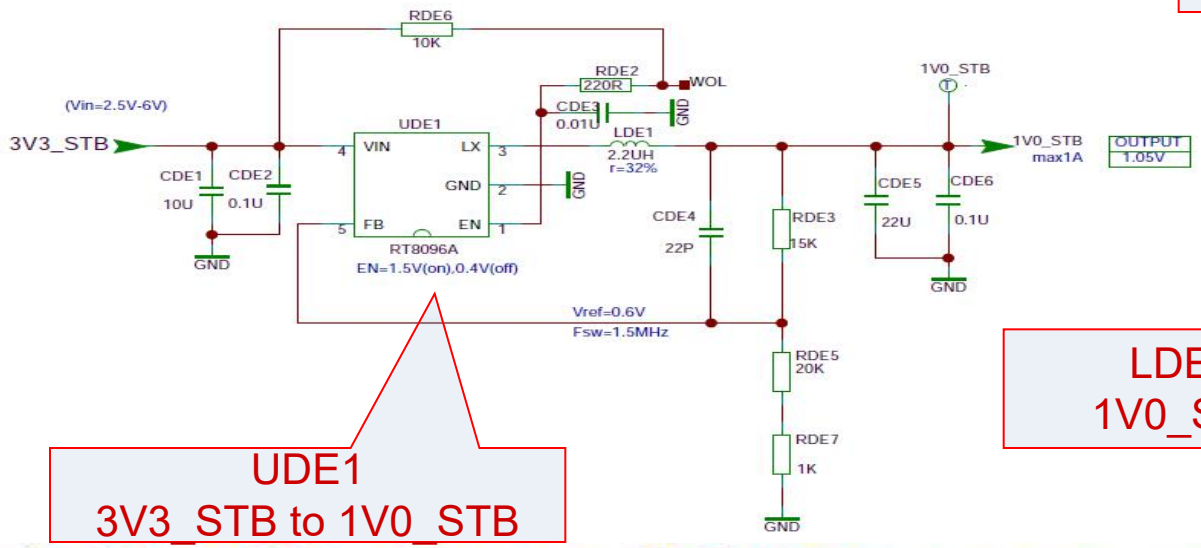 RDE6
10K
RDE2
220R
WOL
1V0_STB
T
(Vin=2.5V-6V)
CDE3
0.01U
GND
UDE1
LDE1
3V3_STB
4
VIN
LX
3
2.2UH
r=32%
1V0_STB
max1A
OUTPUT
1.05V
CDE1
CDE2
10U
0.1U
GND
2
GND
CDE5
CDE6
22U
0.1U
CDE4
22P
RDE3
15K
5
FB
EN
1
RT8096A
GND
EN=1.5V(on),0.4V(off)
GND
Vref=0.6V
Fsw=1.5MHz
RDE5
20K
RDE7
1K
GND
LDE
1V0_S
UDE1
3V3_STB to 1V0_STB